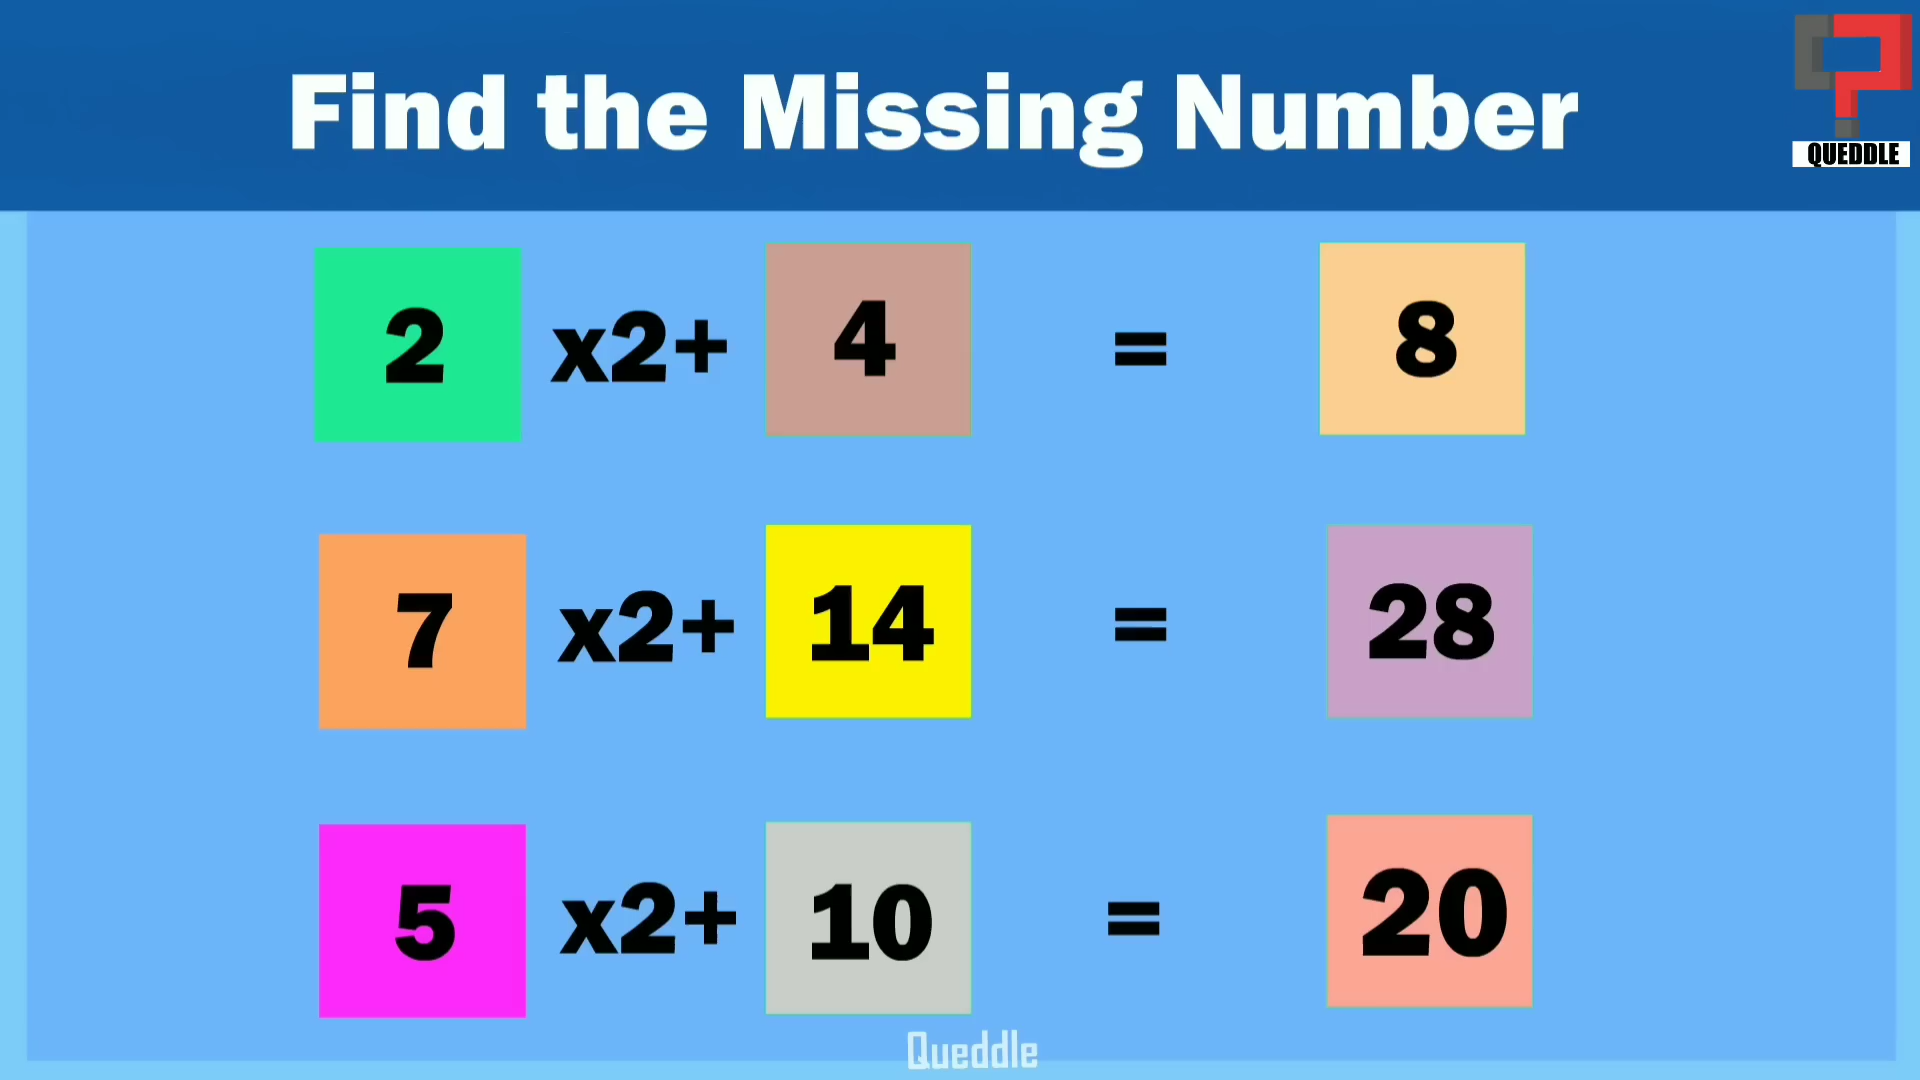 Find the Missing Number
QUEDDLE
2 x2+ 4 = 8
7 x2+ 14 = 28
5 x2+ 10 = 20
Queddle